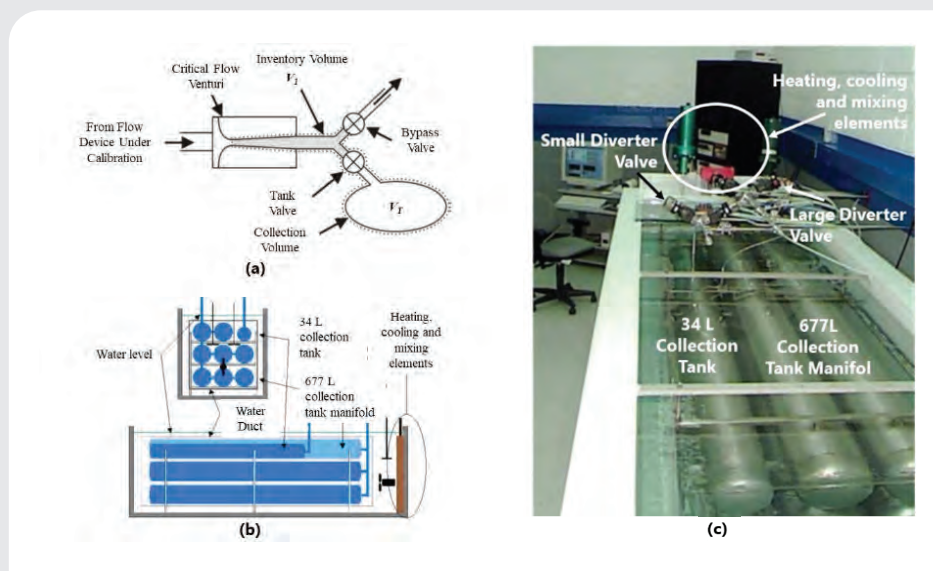 Critical Flow
Venturi
Inventory Volume
V_I
From Flow
Device Under
Calibration
Bypass
Valve
Tank
Valve
V_T
Collection
Volume
(a)
Water level
34 L
collection
tank
677 L
collection
tank manifold
Water
Duct
Heating,
cooling and
mixing
elements
(b)
Heating, cooling
and mixing
elements
Small Diverter
Valve
Large Diverter
Valve
34 L
Collection
Tank
677L
Collection
Tank Manifol
(c)